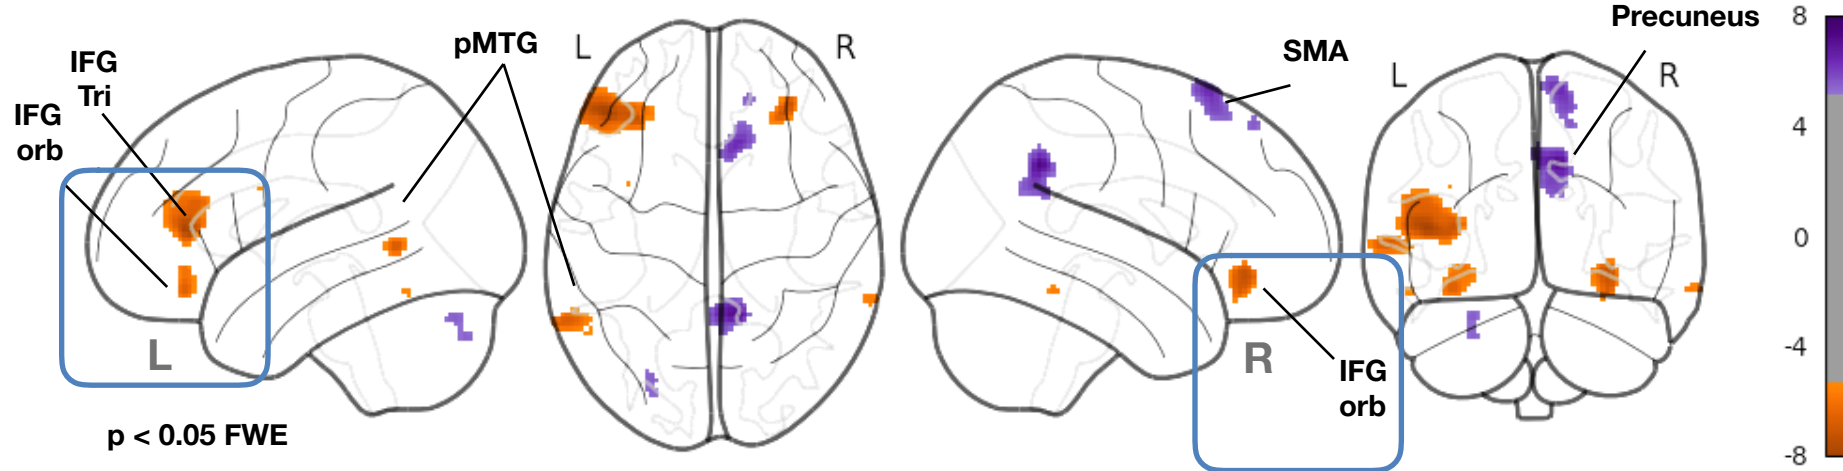 IFG
Tri
IFG
orb
L
p < 0.05 FWE
pMTG
L
R
SMA
R
IFG
orb
Precuneus
L
R
8
4
0
-4
-8